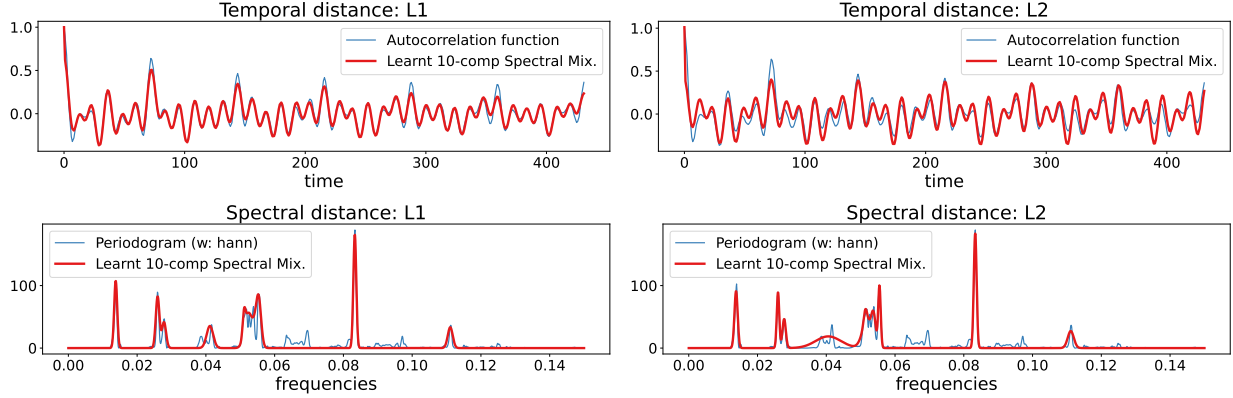 Temporal distance: L1
1.0
0.5
0.0
Autocorrelation function
Learnt 10-comp Spectral Mix.
0 100 200 300 400
time
Temporal distance: L2
1.0
0.5
0.0
Autocorrelation function
Learnt 10-comp Spectral Mix.
0 100 200 300 400
time
Spectral distance: L1
100
0
Periodogram (w: hann)
Learnt 10-comp Spectral Mix.
0.00 0.02 0.04 0.06 0.08 0.10 0.12 0.14
frequencies
Spectral distance: L2
100
0
Periodogram (w: hann)
Learnt 10-comp Spectral Mix.
0.00 0.02 0.04 0.06 0.08 0.10 0.12 0.14
frequencies